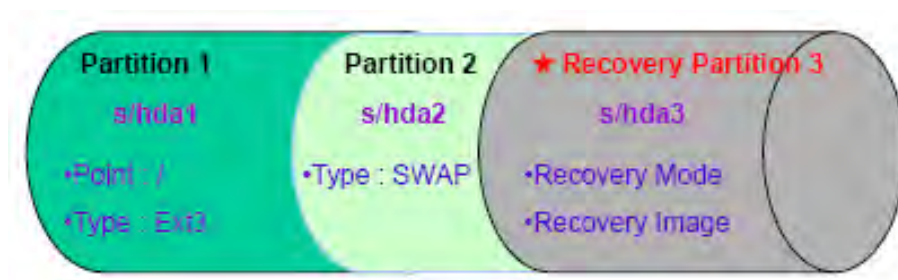 Partition 1
s/hda1
•Point : /
•Type : Ext3
Partition 2
s/hda2
•Type : SWAP
★ Recovery Partition 3
s/hda3
•Recovery Mode
•Recovery Image